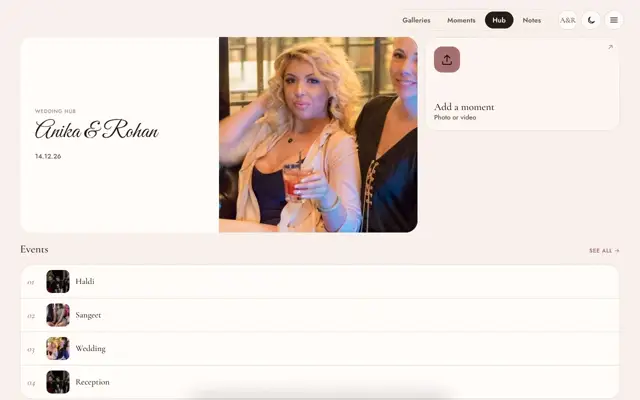 Galleries
Moments
Hub
Notes
A&R
WEDDING HUB
Anika & Rohan
14.12.26
Add a moment
Photo or video
Events
SEE ALL →
01
Haldi
02
Sangeet
03
Wedding
04
Reception